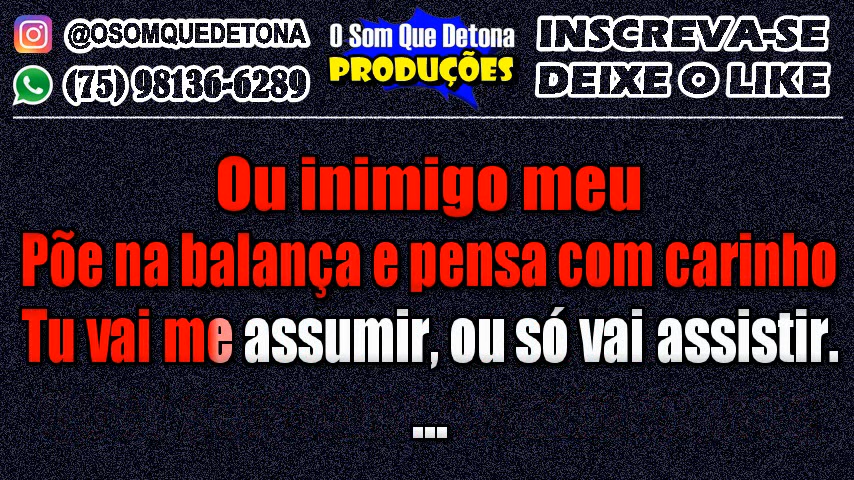 @OSOMQUEDETONA
(75) 98136-6289
O Som Que Detona
PRODUÇÕES
INSCREVA-SE
DEIXE O LIKE
Ou inimigo meu
Põe na balança e pensa com carinho
Tu vai me assumir, ou só vai assistir.
...